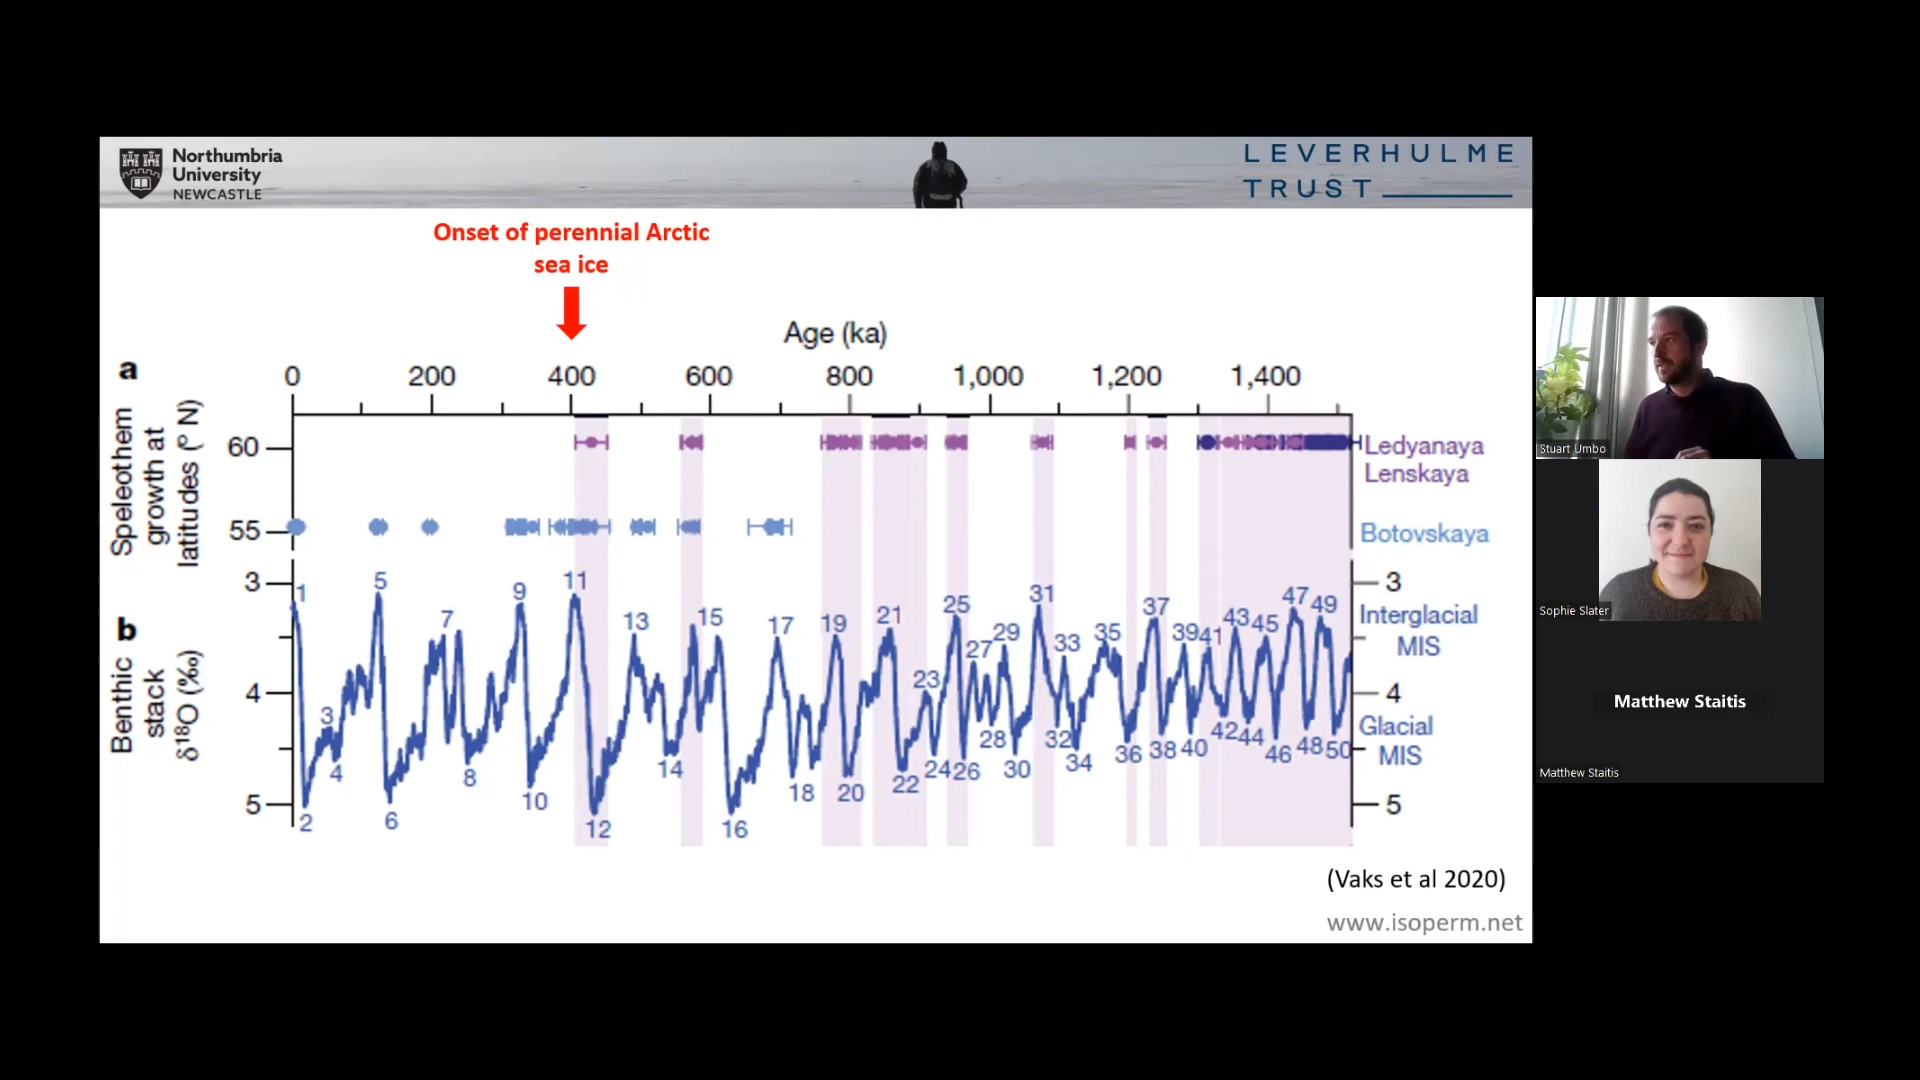 Northumbria
University
NEWCASTLE
LEVERHULME
TRUST
Onset of perennial Arctic
sea ice
Age (ka)
a
0 200 400 600 800 1,000 1,200 1,400
Speleothem
growth at
latitudes (° N)
60
55
Ledyanaya
Lenskaya
Botovskaya
b
Benthic
stack
δ18O (‰)
3
4
5
1 5 7 9 11 13 15 17 19 21 23 25 27 29 31 33 35 37 39 41 43 45 47 49
3
2 4 6 8 10 12 14 16 18 20 22 24 26 28 30 32 34 36 38 40 42 44 46 48 50
3
4
5
Interglacial
MIS
Glacial
MIS
(Vaks et al 2020)
www.isoperm.net
Stuart Umbo
Sophie Slater
Matthew Staitis
Matthew Staitis